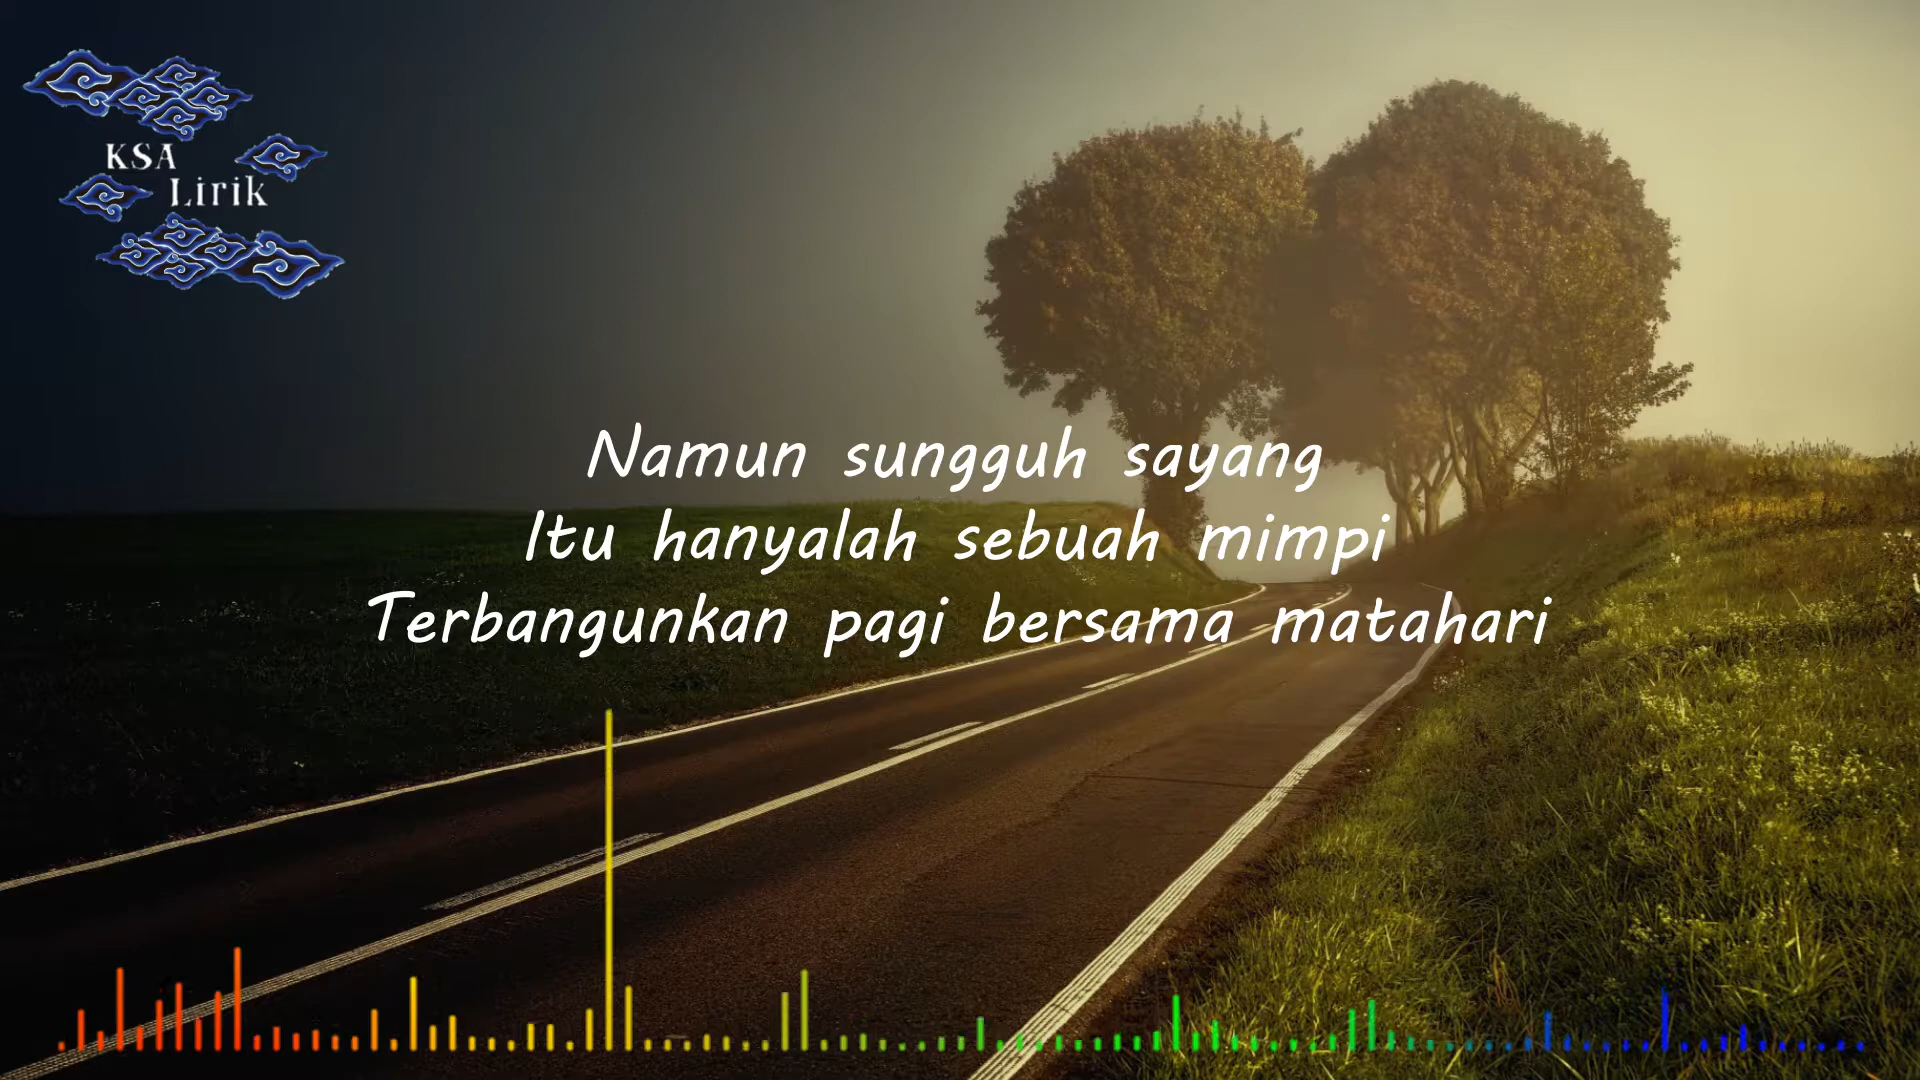 KSA
Lirik
Namun sungguh sayang
Itu hanyalah sebuah mimpi
Terbangunkan pagi bersama matahari